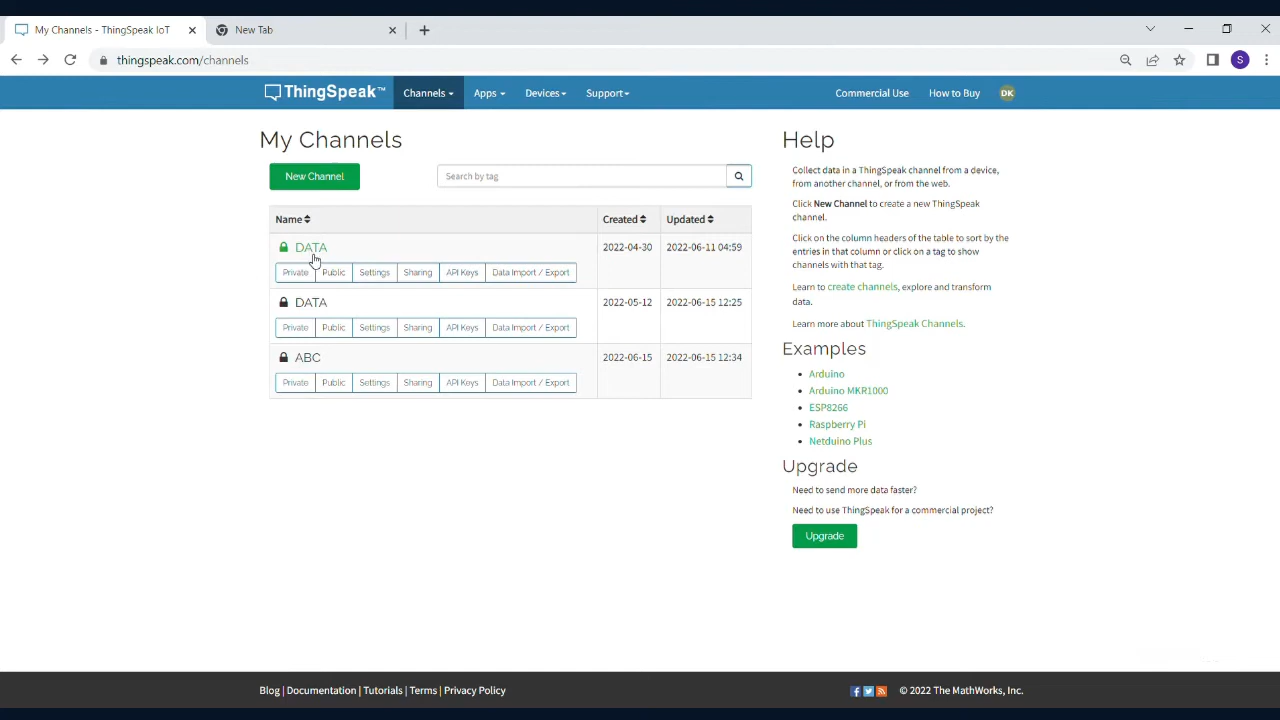 My Channels - ThingSpeak IoT
New Tab
thingspeak.com/channels
S
ThingSpeak™
Channels
Apps
Devices
Support
Commercial Use
How to Buy
DK
My Channels
New Channel
Search by tag
Name
Created
Updated
DATA
2022-04-30
2022-06-11 04:59
Private
Public
Settings
Sharing
API Keys
Data Import / Export
DATA
2022-05-12
2022-06-15 12:25
Private
Public
Settings
Sharing
API Keys
Data Import / Export
ABC
2022-06-15
2022-06-15 12:34
Private
Public
Settings
Sharing
API Keys
Data Import / Export
Help
Collect data in a ThingSpeak channel from a device,
from another channel, or from the web.
Click New Channel to create a new ThingSpeak
channel.
Click on the column headers of the table to sort by the
entries in that column or click on a tag to show
channels with that tag.
Learn to create channels, explore and transform
data.
Learn more about ThingSpeak Channels.
Examples
Arduino
Arduino MKR1000
ESP8266
Raspberry Pi
Netduino Plus
Upgrade
Need to send more data faster?
Need to use ThingSpeak for a commercial project?
Upgrade
Blog | Documentation | Tutorials | Terms | Privacy Policy
© 2022 The MathWorks, Inc.